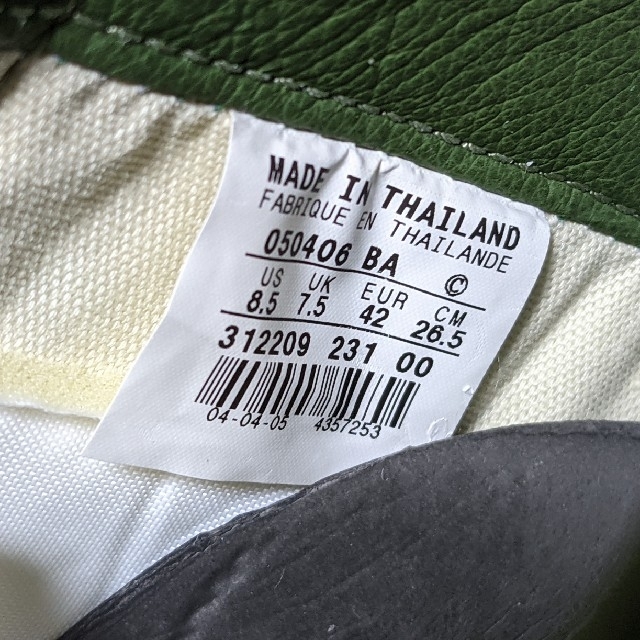 MADE IN THAILAND
FABRIQUE EN THAILANDE
050406 BA ©
US UK EUR CM
8.5 7.5 42 26.5
312209 231 00
04-04-05 4357253